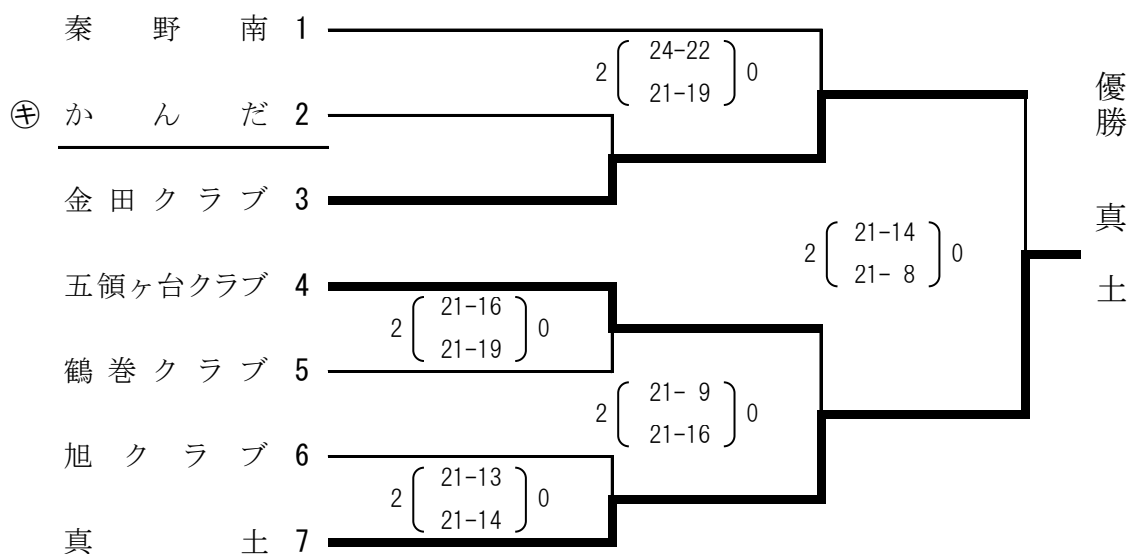 秦野南 1
㋖ かんだ 2
金田クラブ 3
五領ヶ台クラブ 4
鶴巻クラブ 5
旭クラブ 6
真土 7
2 ( 24-22 ) 0
21-19
2 ( 21-16 ) 0
21-19
2 ( 21-13 ) 0
21-14
2 ( 21- 9 ) 0
21-16
2 ( 21-14 ) 0
21- 8
優勝 真土